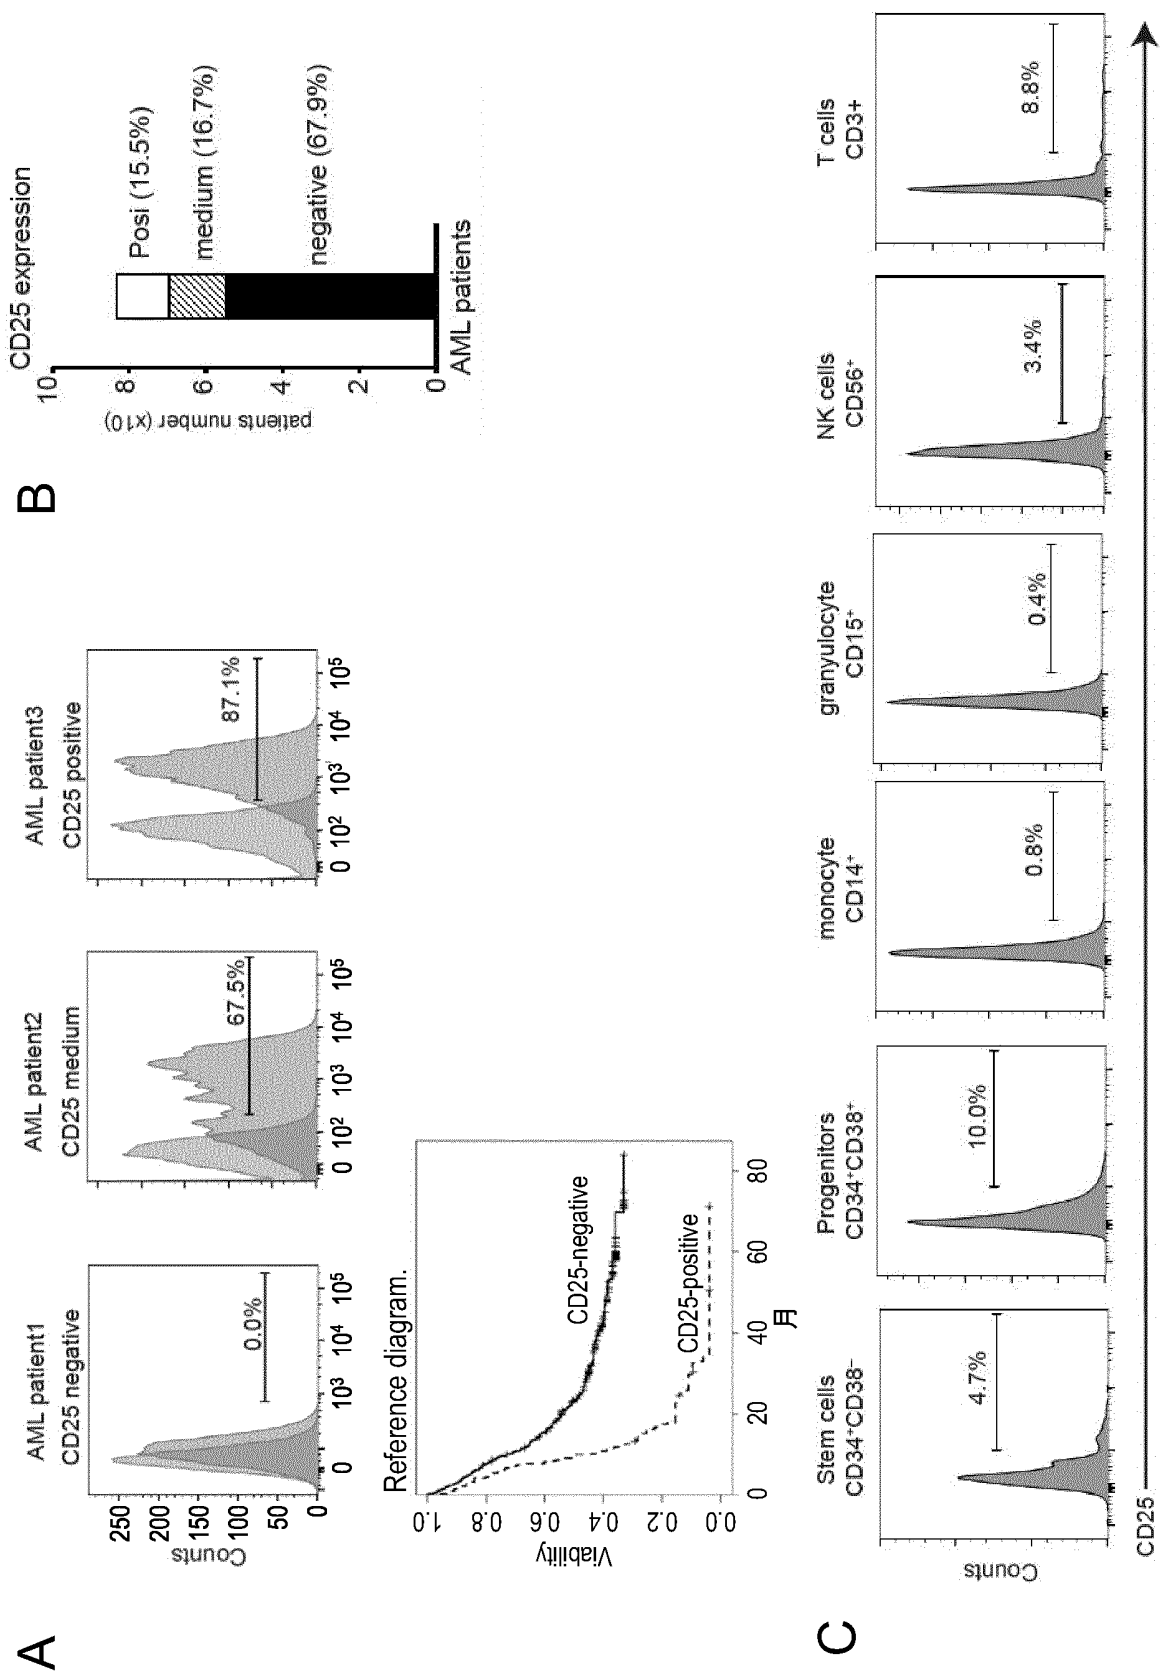 A
AML patient1
CD25 negative
AML patient2
CD25 medium
AML patient3
CD25 positive
Counts
250
200
150
100
50
0
0.0%
67.5%
87.1%
0 10³ 10⁴ 10⁵
0 10² 10³ 10⁴ 10⁵
0 10² 10³ 10⁴ 10⁵
Reference diagram.
Viability
1.0
0.8
0.6
0.4
0.2
0.0
CD25-negative
CD25-positive
0 20 40 60 80
月
B
CD25 expression
patients number (x10)
10
8
6
4
2
0
Posi (15.5%)
medium (16.7%)
negative (67.9%)
AML patients
C
Stem cells
CD34⁺CD38⁻
Progenitors
CD34⁺CD38⁺
monocyte
CD14⁺
granyulocyte
CD15⁺
NK cells
CD56⁺
T cells
CD3+
Counts
4.7%
10.0%
0.8%
0.4%
3.4%
8.8%
CD25